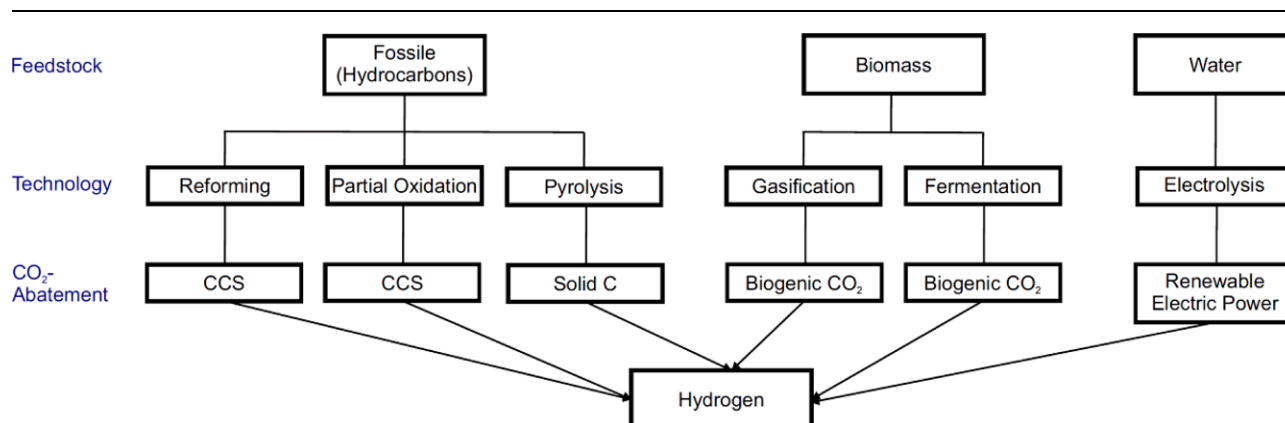 Feedstock
Fossile
(Hydrocarbons)
Biomass
Water
Technology
Reforming
Partial Oxidation
Pyrolysis
Gasification
Fermentation
Electrolysis
CO₂-
Abatement
CCS
CCS
Solid C
Biogenic CO₂
Biogenic CO₂
Renewable
Electric Power
Hydrogen